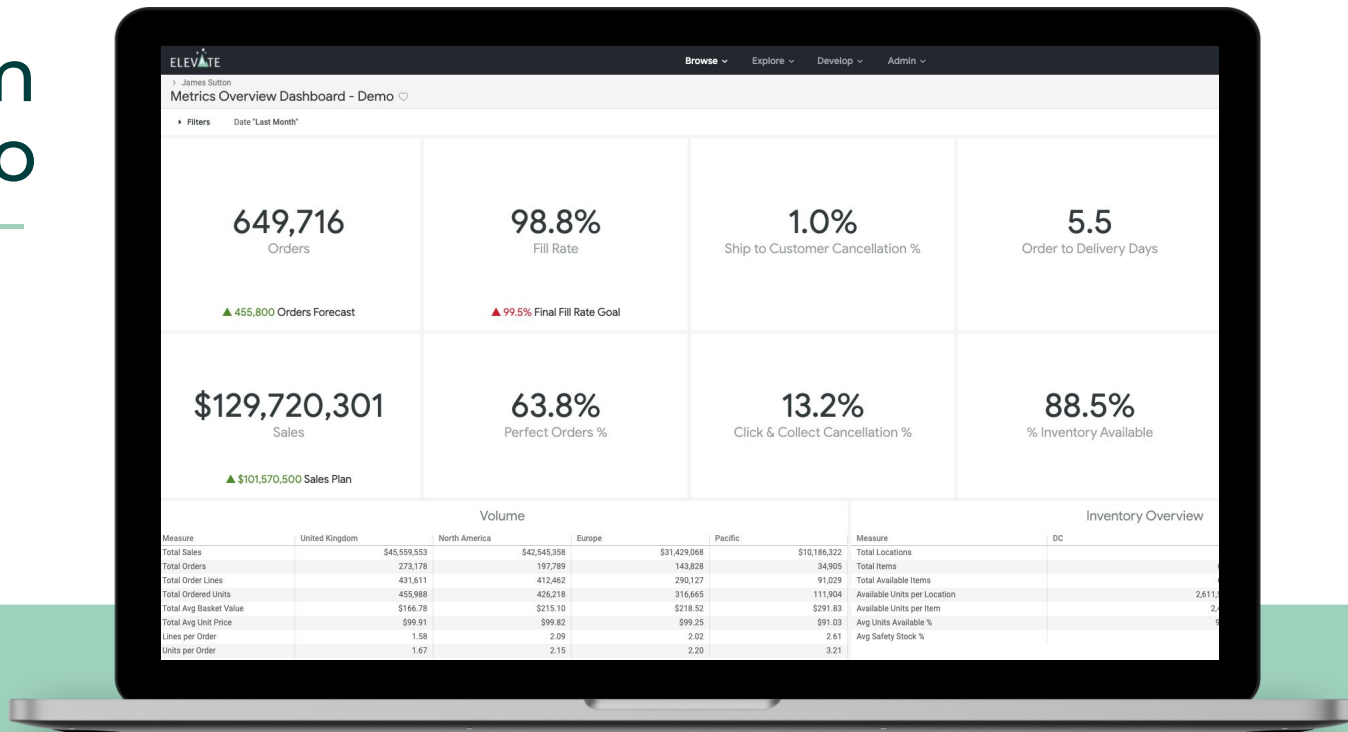 ELEVATE
Browse Explore Develop Admin
James Sutton
Metrics Overview Dashboard - Demo
Filters Date "Last Month"
649,716 98.8% 1.0% 5.5
Orders Fill Rate Ship to Customer Cancellation % Order to Delivery Days
455,800 Orders Forecast 99.5% Final Fill Rate Goal
$129,720,301 63.8% 13.2% 88.5%
Sales Perfect Orders % Click & Collect Cancellation % % Inventory Available
$101,570,500 Sales Plan
Volume Inventory Overview
Measure United Kingdom North America Europe Pacific Measure DC
Total Sales $45,559,553 $42,545,358 $31,429,068 $10,186,322 Total Locations
Total Orders 273,178 197,789 143,828 34,905 Total Items
Total Order Lines 431,611 412,462 290,127 91,029 Total Available Items
Total Ordered Units 455,988 426,218 316,665 111,904 Available Units per Location
Total Avg Basket Value $166.78 $215.10 $218.52 $291.83 Available Units per Item
Total Avg Unit Price $99.91 $99.82 $99.25 $91.03 Avg Units Available %
Lines per Order 1.58 2.09 2.02 2.61 Avg Safety Stock %
Units per Order 1.67 2.15 2.20 3.21